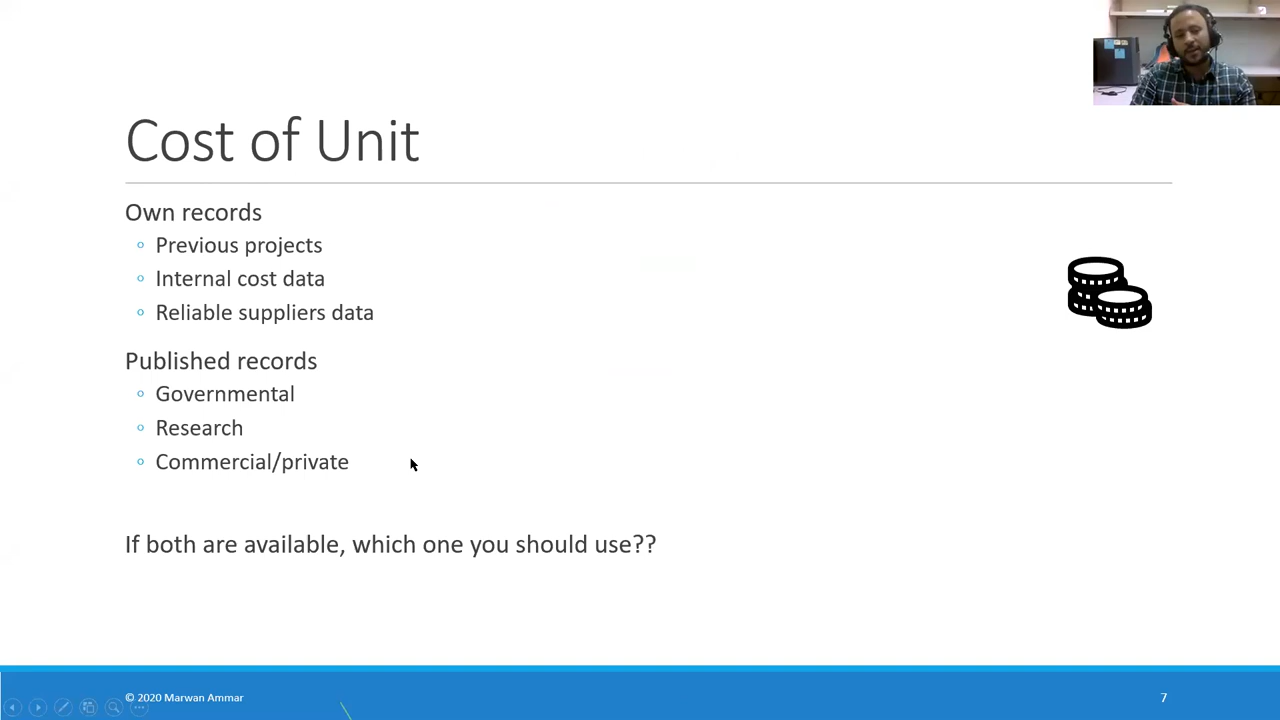 Cost of Unit
Own records
Previous projects
Internal cost data
Reliable suppliers data
Published records
Governmental
Research
Commercial/private
If both are available, which one you should use??
© 2020 Marwan Ammar
7